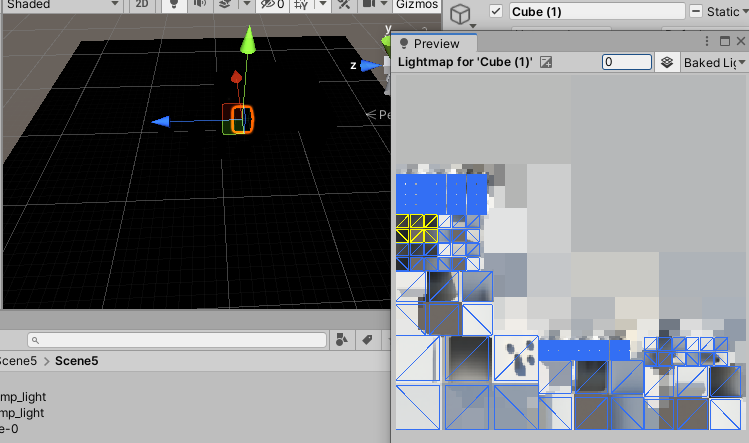 Shaded
2D
0
Gizmos
Cube (1)
Static
Preview
Lightmap for 'Cube (1)'
0
Baked Lig
y
z
Pe
Scene5 > Scene5
mp_light
mp_light
e-0